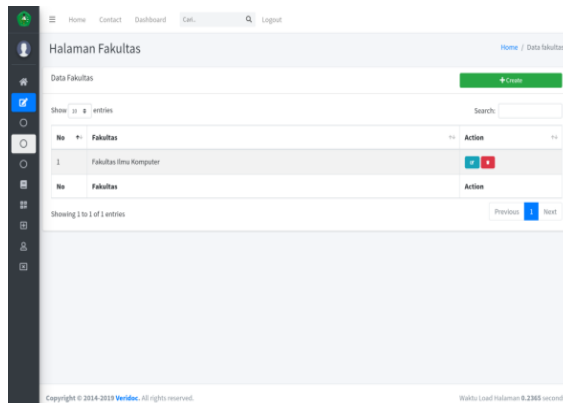 Home Contact Dashboard Cari.. Logout
Halaman Fakultas
Home / Data fakultas
Data Fakultas
Create
Show 10 entries
Search:
No Fakultas Action
1 Fakultas Ilmu Komputer
No Fakultas Action
Showing 1 to 1 of 1 entries
Previous 1 Next
Copyright © 2014-2019 Veridoc. All rights reserved.
Waktu Load Halaman 0.2365 second